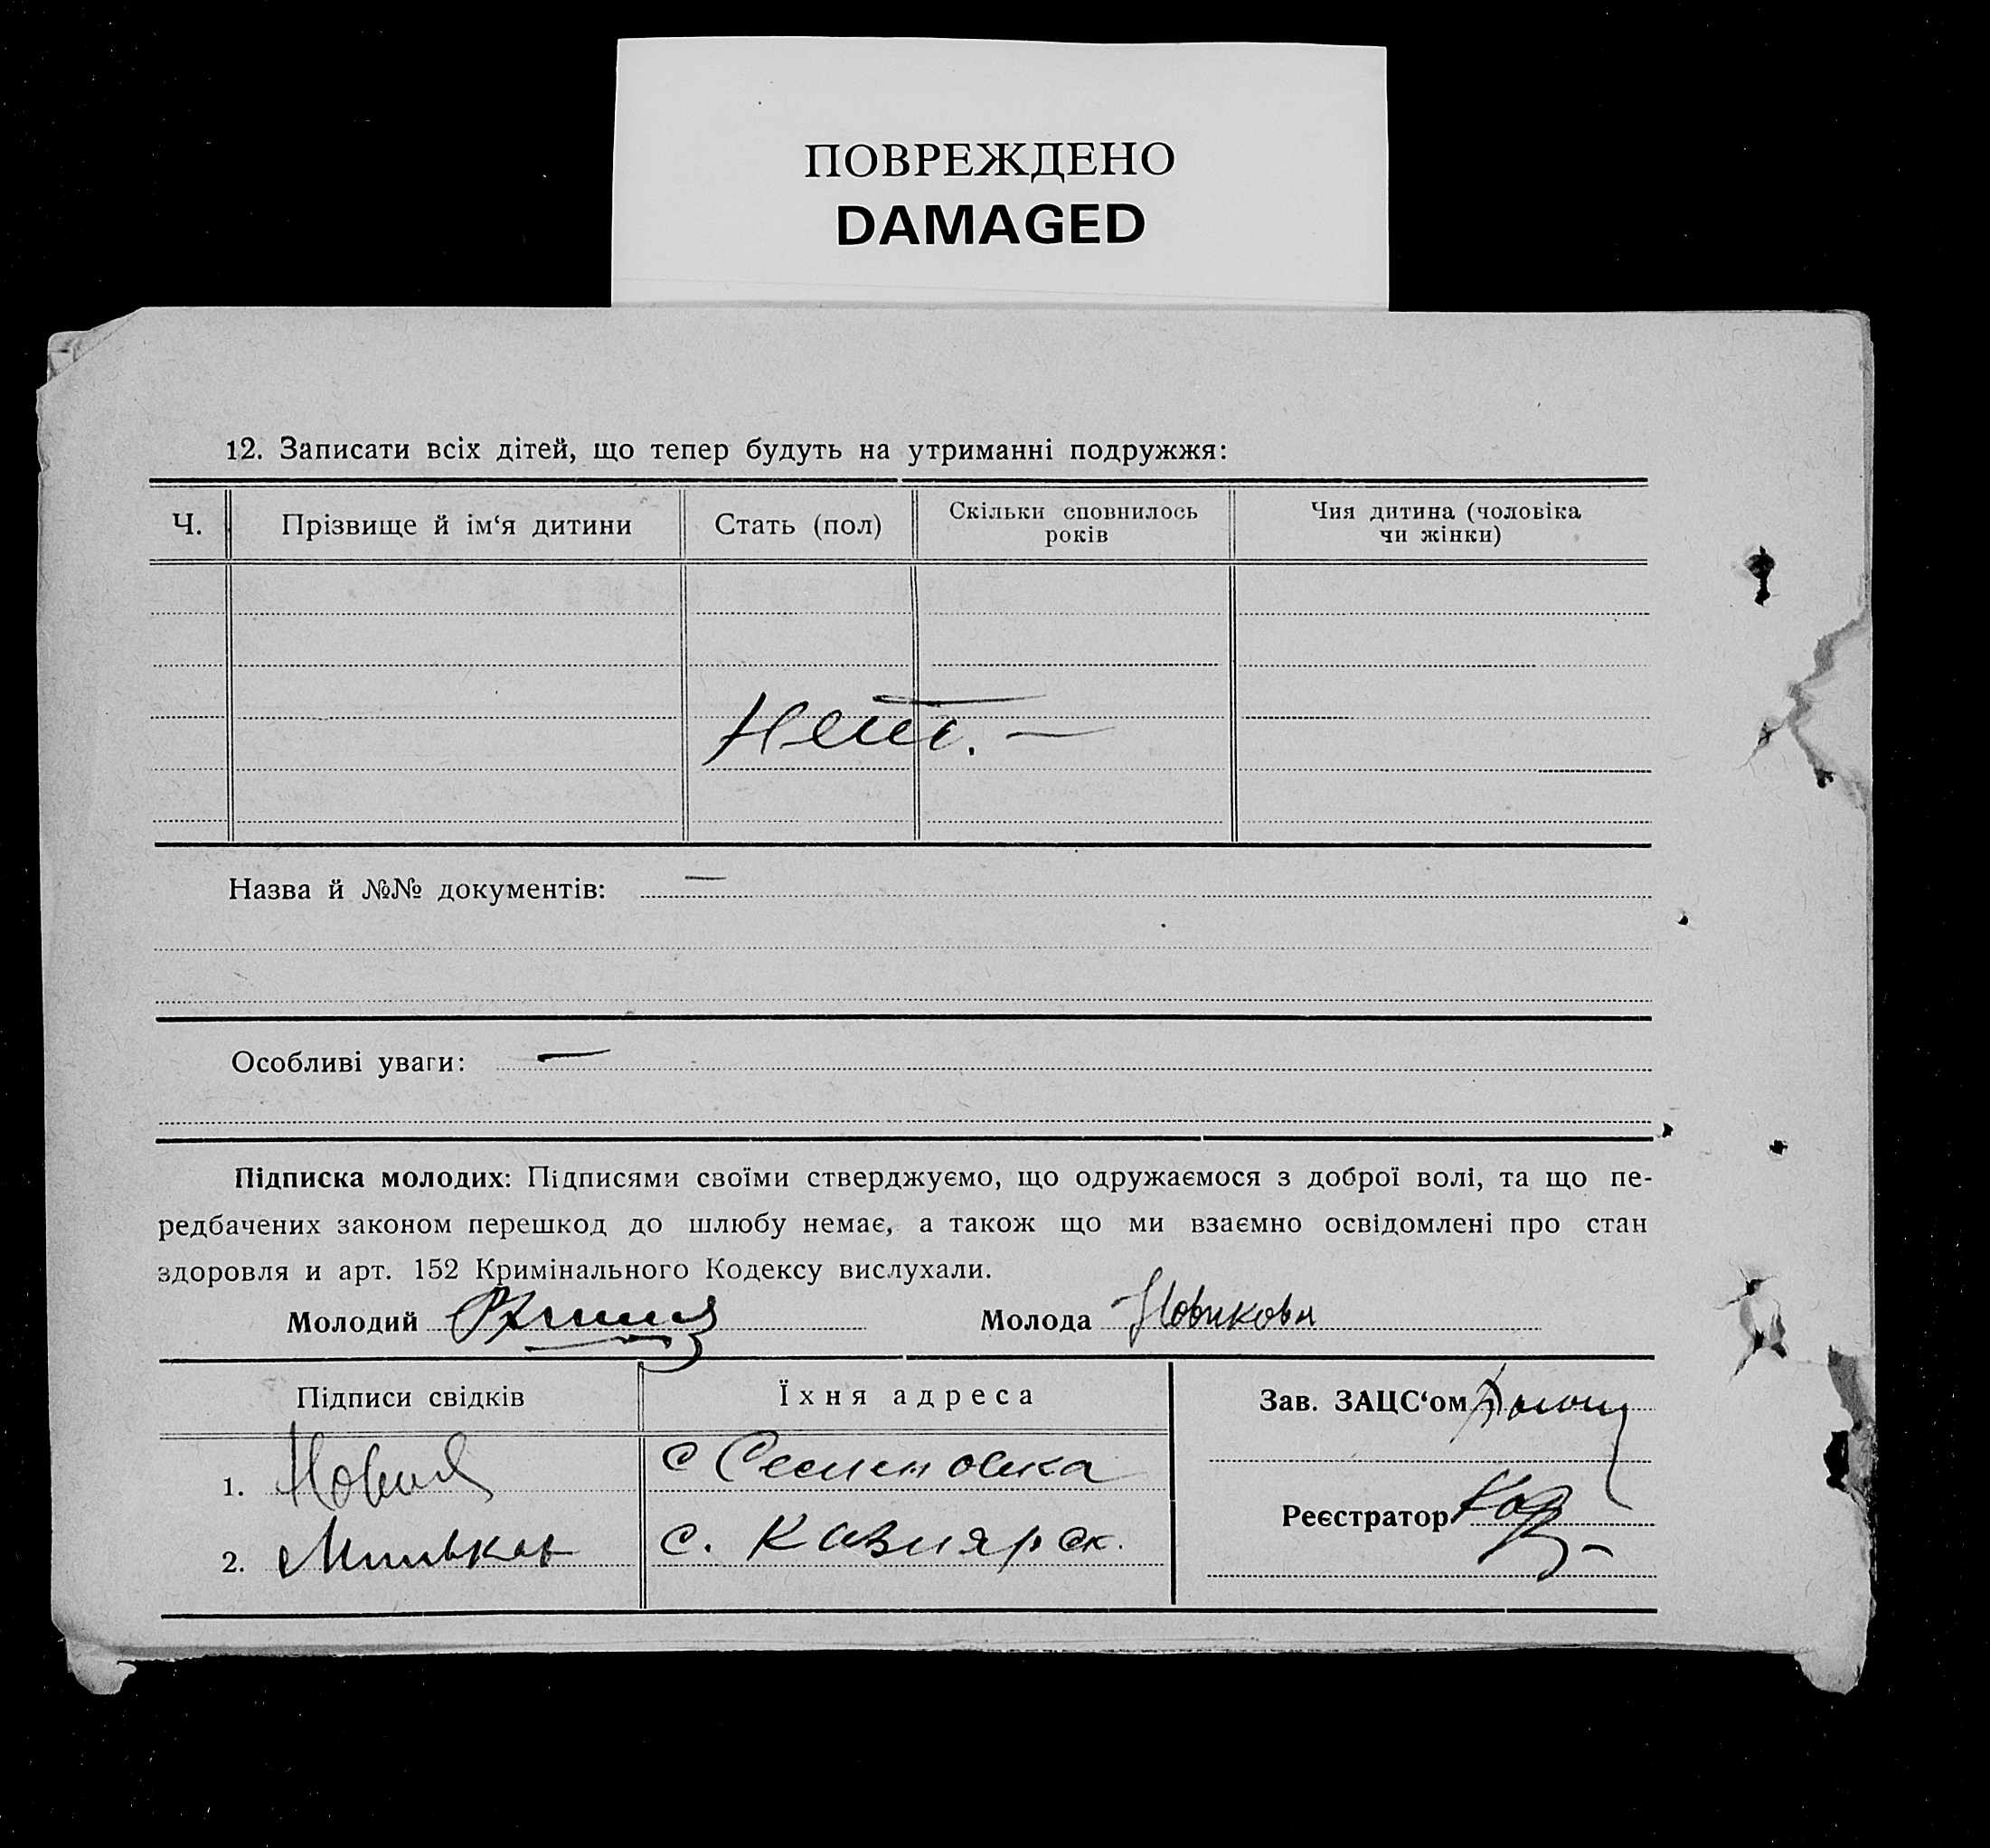 ПОВРЕЖДЕНО
DAMAGED
12. Записати всіх дітей, що тепер будуть на утриманні подружжя:
Ч. Прізвище й ім‘я дитини Стать (пол) Скільки сповнилось років Чия дитина (чоловіка чи жінки)
Нет. —
Назва й №№ документів: —
Особливі уваги: —
Підписка молодих: Підписями своїми стверджуємо, що одружаємося з доброї волі, та що пе-
редбачених законом перешкод до шлюбу немає, а також що ми взаємно освідомлені про стан
здоровля и арт. 152 Кримінального Кодексу вислухали.
Молодий Молода Новикова
Підписи свідків Їхня адреса Зав. ЗАЦС‘ом
1. с Семеновка
Реєстратор
2. с.